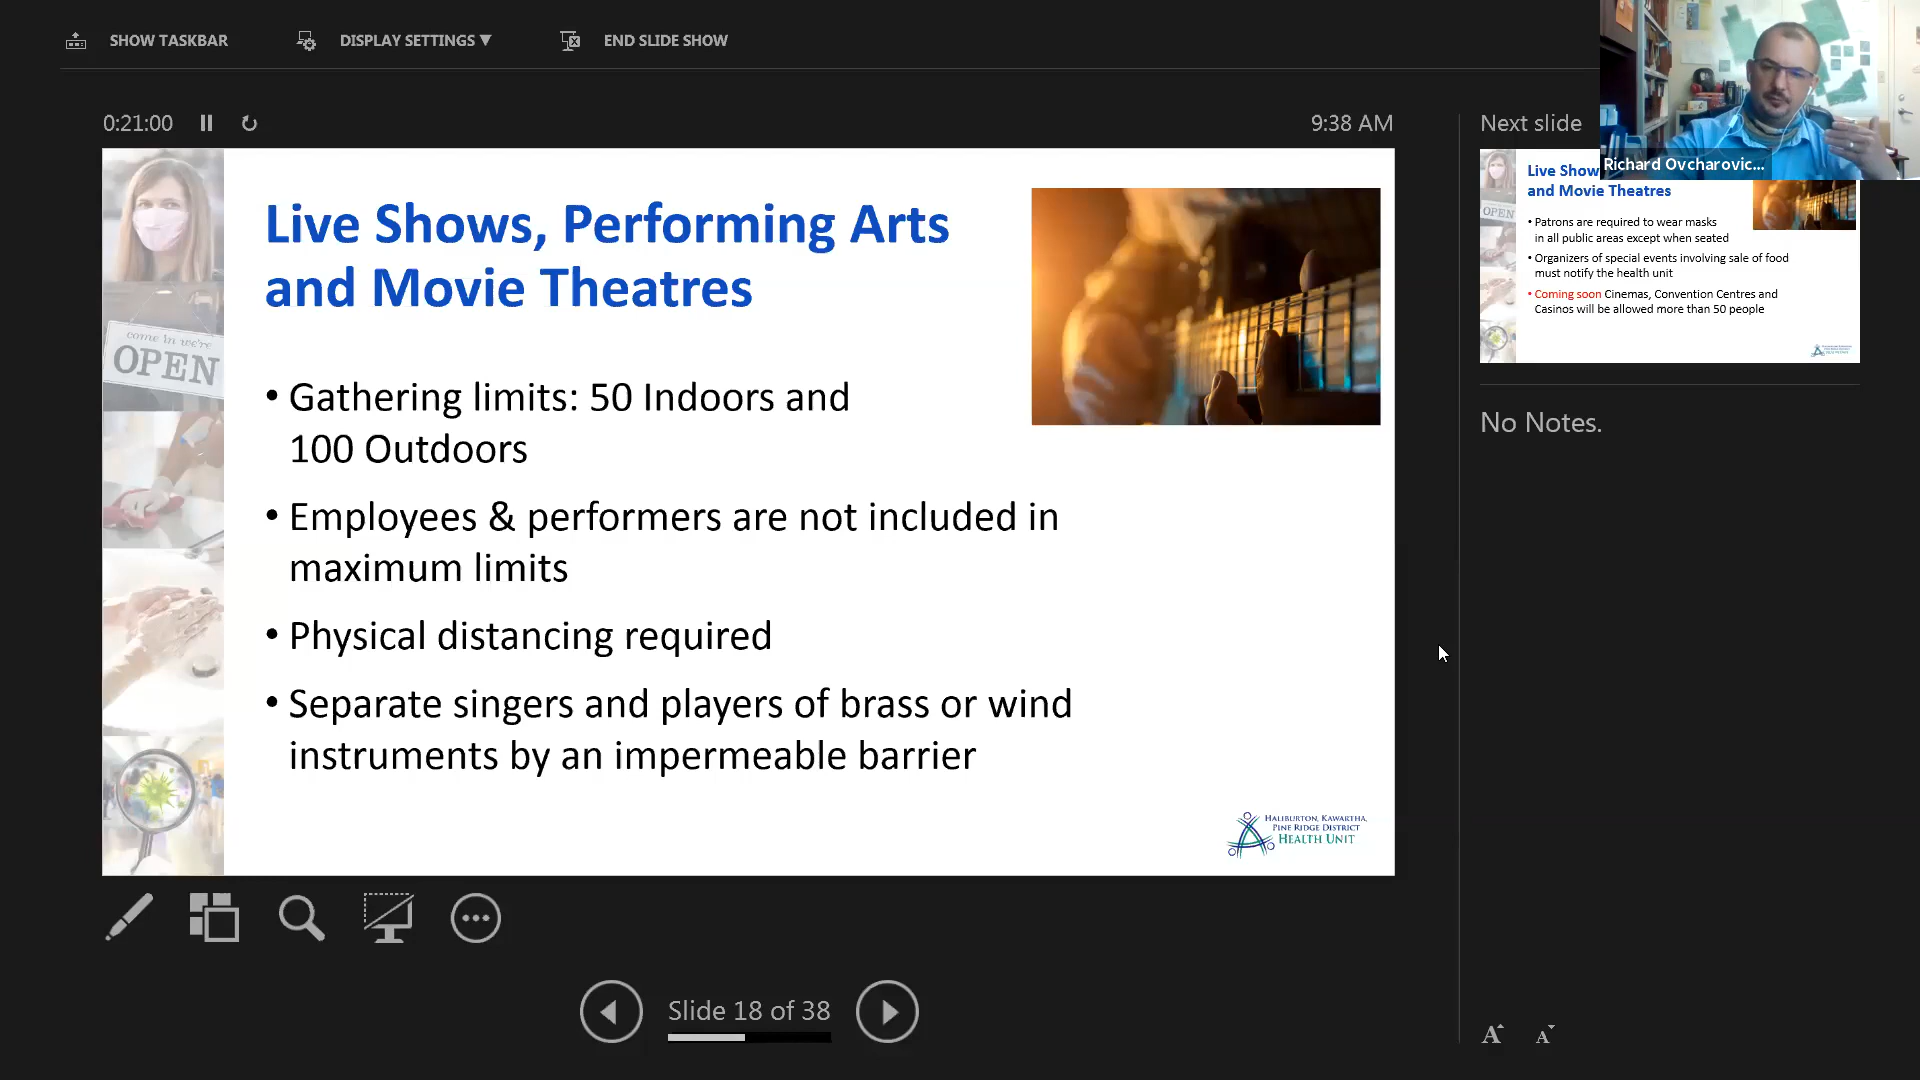 SHOW TASKBAR
DISPLAY SETTINGS ▼
END SLIDE SHOW
0:21:00
9:38 AM
Next slide
Richard Ovcharovic...
come in we're
OPEN
Live Shows, Performing Arts
and Movie Theatres
• Gathering limits: 50 Indoors and
100 Outdoors
• Employees & performers are not included in
maximum limits
• Physical distancing required
• Separate singers and players of brass or wind
instruments by an impermeable barrier
HALIBURTON, KAWARTHA,
PINE RIDGE DISTRICT
HEALTH UNIT
Live Show
and Movie Theatres
OPEN
• Patrons are required to wear masks
in all public areas except when seated
• Organizers of special events involving sale of food
must notify the health unit
• Coming soon Cinemas, Convention Centres and
Casinos will be allowed more than 50 people
No Notes.
Slide 18 of 38
A A